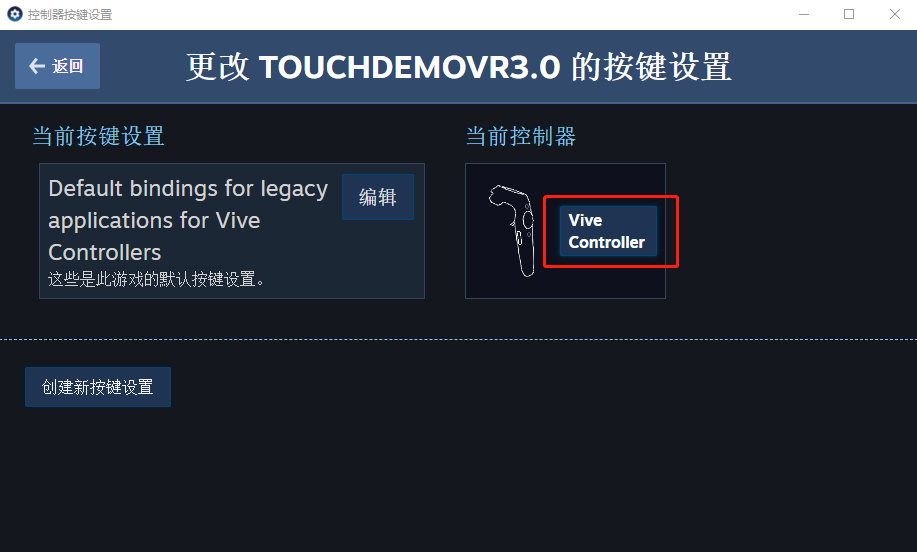 控制器按键设置
返回
更改 TOUCHDEMOVR3.0 的按键设置
当前按键设置
当前控制器
Default bindings for legacy
applications for Vive
Controllers
编辑
这些是此游戏的默认按键设置。
Vive
Controller
创建新按键设置